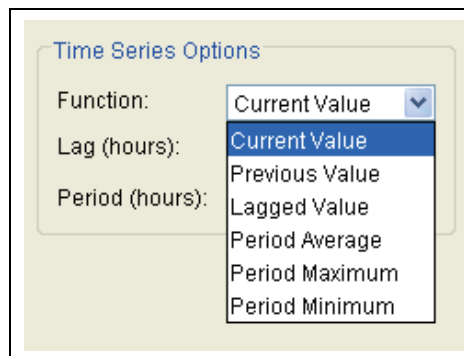 Time Series Options
Function:
Current Value
Lag (hours):
Current Value
Previous Value
Lagged Value
Period (hours):
Period Average
Period Maximum
Period Minimum